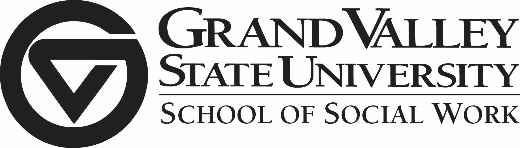 GRAND VALLEY
STATE UNIVERSITY
SCHOOL OF SOCIAL WORK